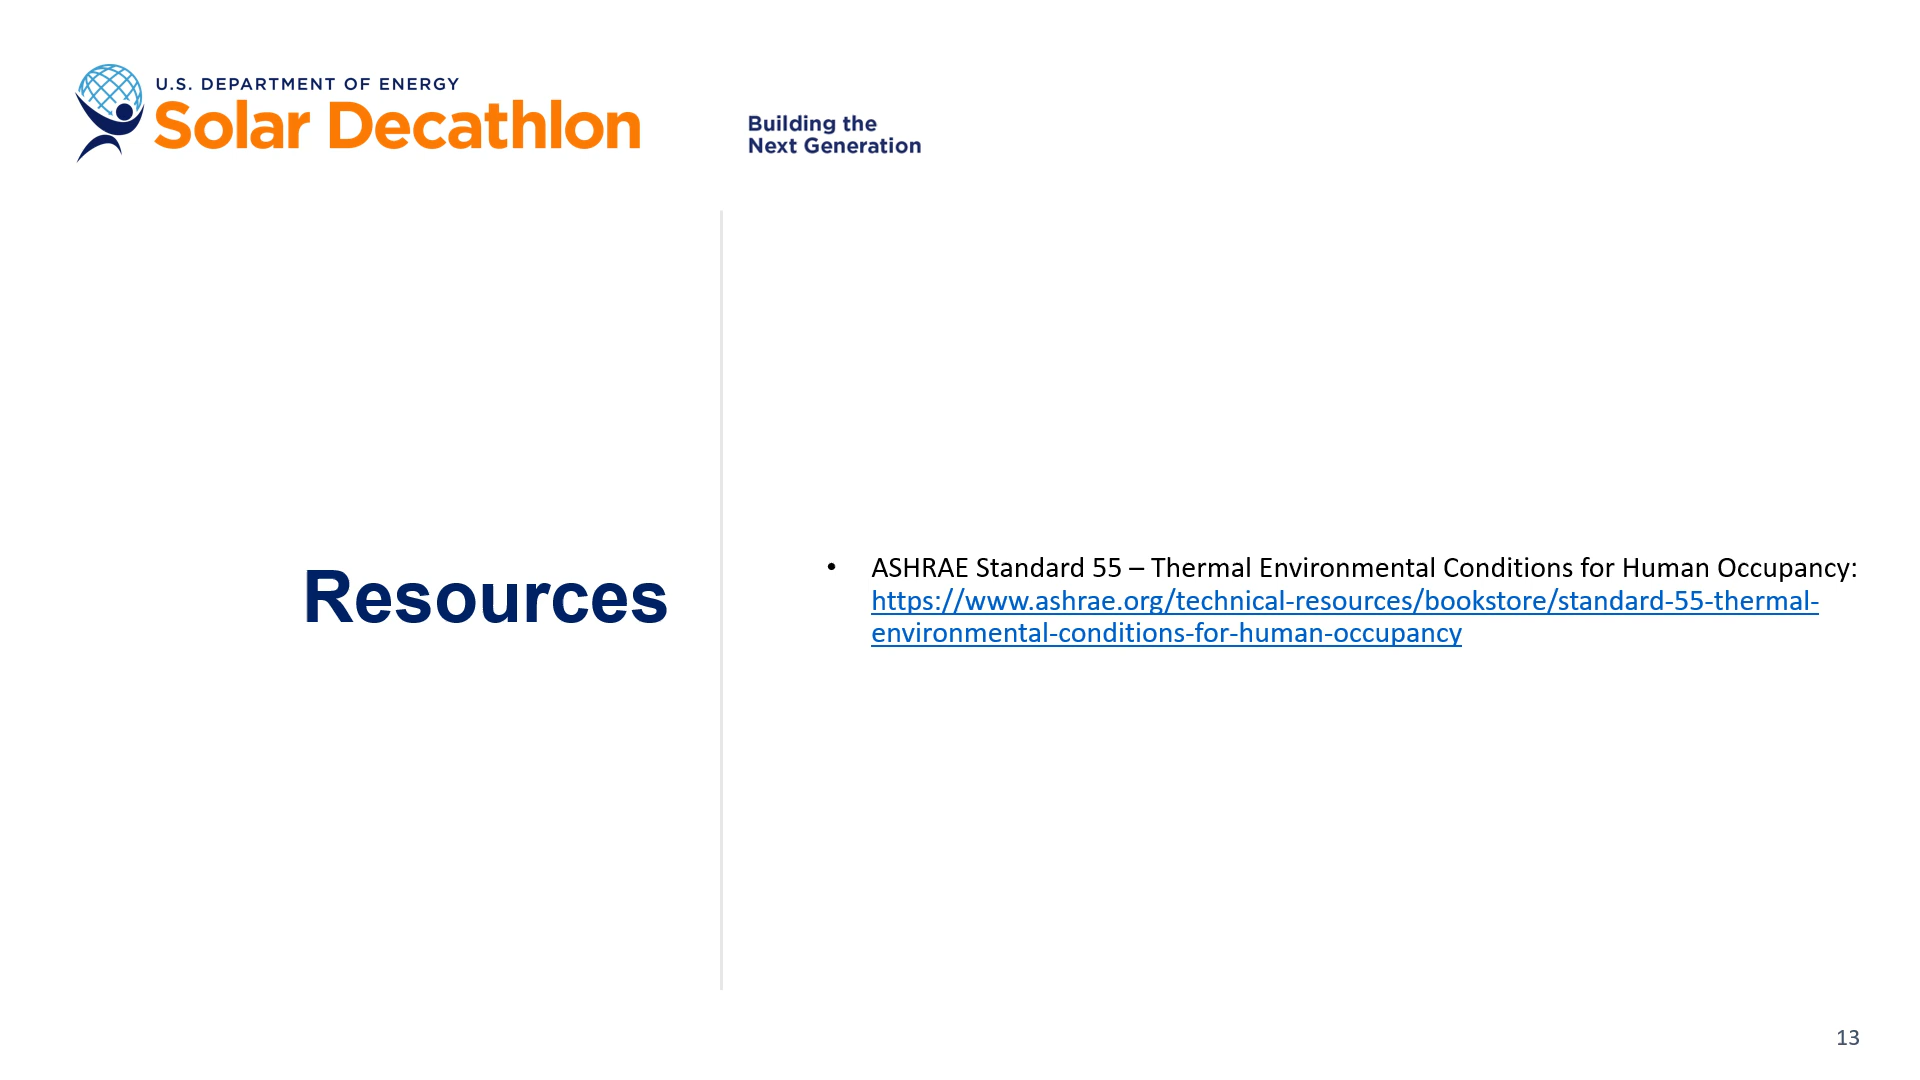 U.S. DEPARTMENT OF ENERGY
Solar Decathlon
Building the
Next Generation
Resources
• ASHRAE Standard 55 – Thermal Environmental Conditions for Human Occupancy:
https://www.ashrae.org/technical-resources/bookstore/standard-55-thermal-
environmental-conditions-for-human-occupancy
13